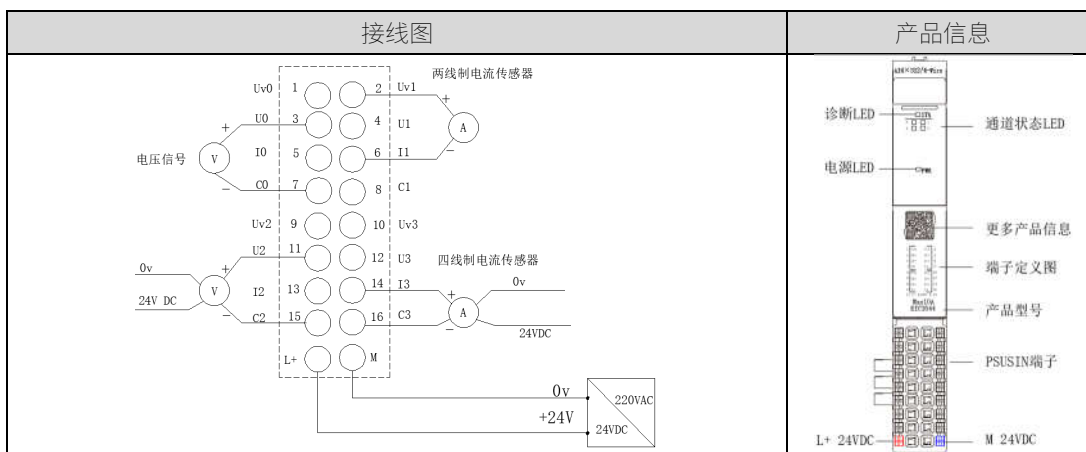 接线图 产品信息
两线制电流传感器
Uv0 1 2 Uv1
+
A
-
U0 3 4 U1
+
电压信号 V
-
I0 5 6 I1
C0 7 8 C1
Uv2 9 10 Uv3
U2 11 12 U3
四线制电流传感器
0v
24V DC
+
V
-
I2 13 14 I3
+
A
-
0v
24VDC
C2 15 16 C3
L+ M
0v
+24V
220VAC
24VDC
诊断LED
通道状态LED
电源LED
更多产品信息
端子定义图
产品型号
PSUSIN端子
L+ 24VDC M 24VDC